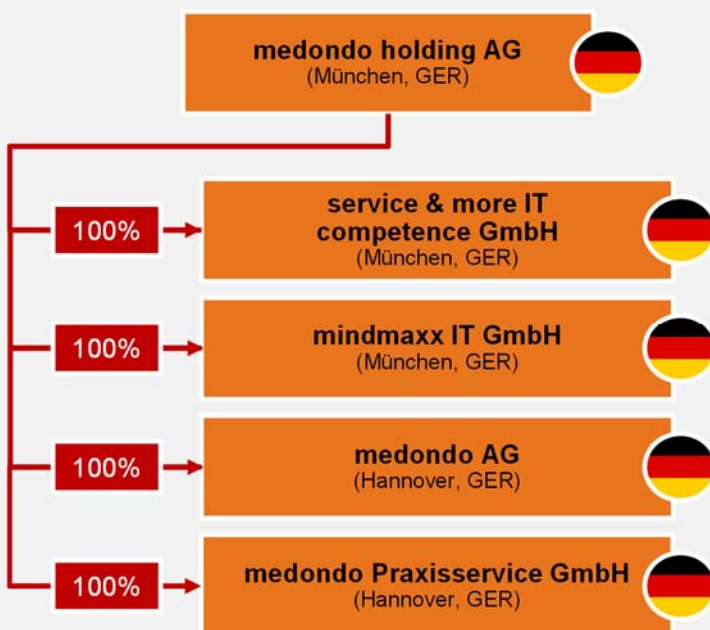 medondo holding AG
(München, GER)
100%
service & more IT
competence GmbH
(München, GER)
100%
mindmaxx IT GmbH
(München, GER)
100%
medondo AG
(Hannover, GER)
100%
medondo Praxisservice GmbH
(Hannover, GER)